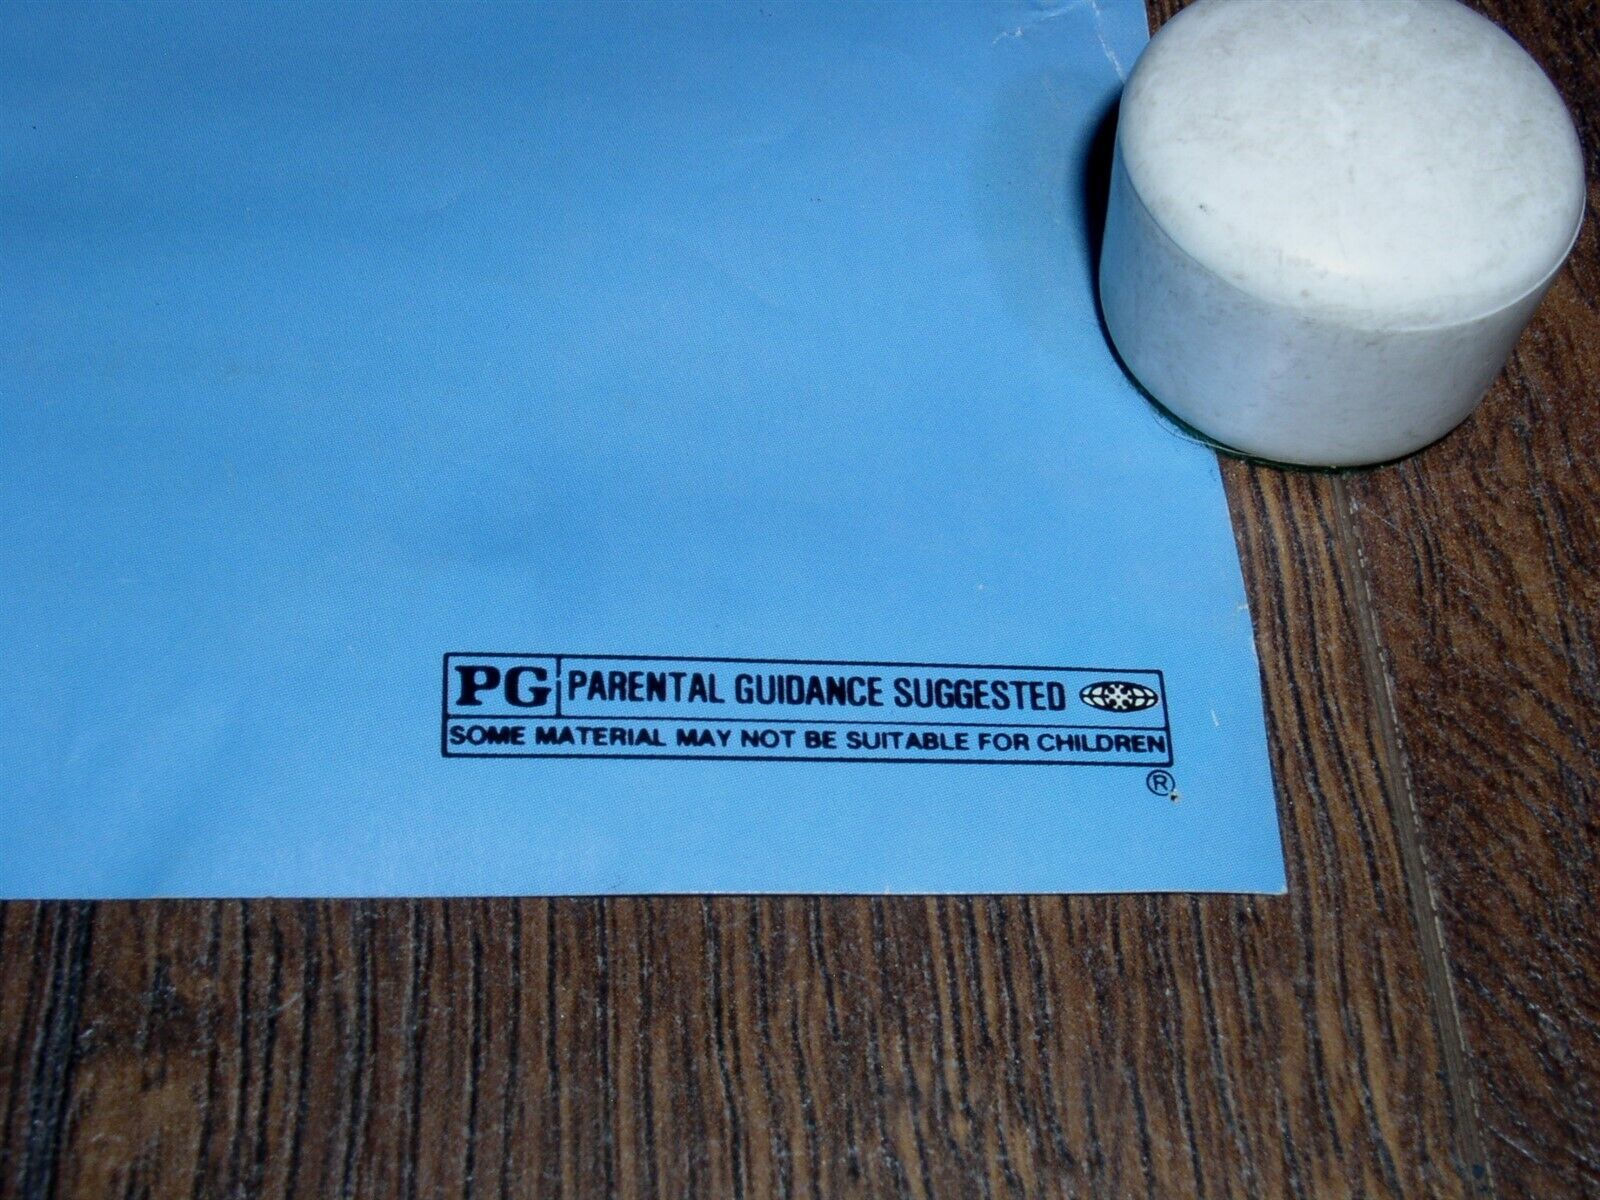 PG PARENTAL GUIDANCE SUGGESTED
SOME MATERIAL MAY NOT BE SUITABLE FOR CHILDREN
®